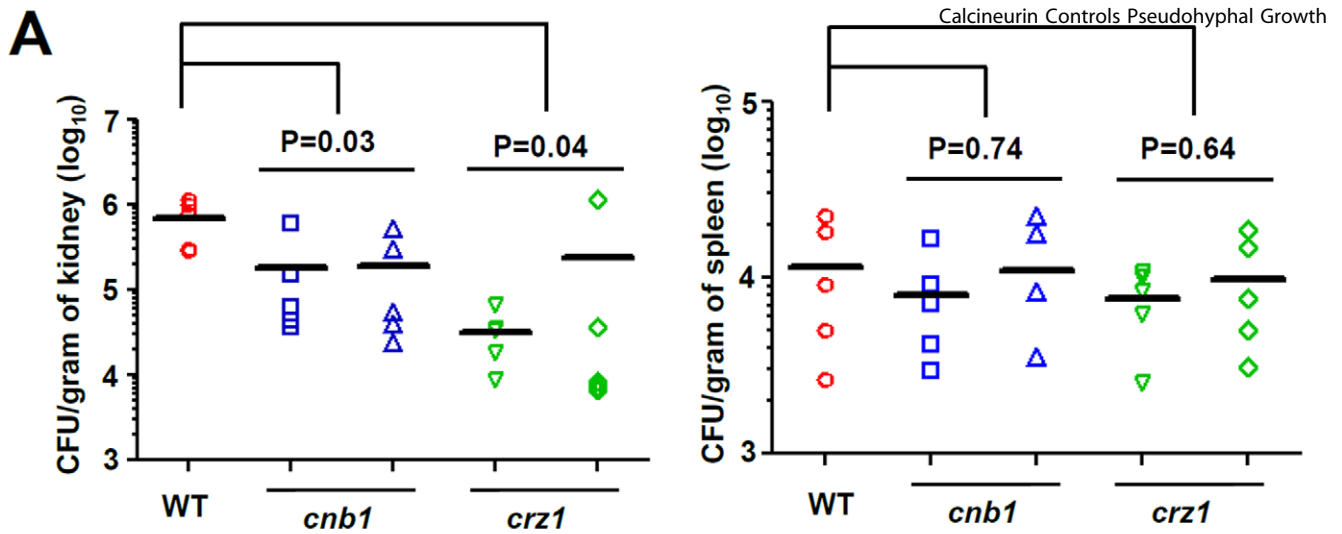 Calcineurin Controls Pseudohyphal Growth
A
CFU/gram of kidney (log10)
7
6
5
4
3
P=0.03
P=0.04
WT
cnb1
crz1
CFU/gram of spleen (log10)
5
4
3
P=0.74
P=0.64
WT
cnb1
crz1